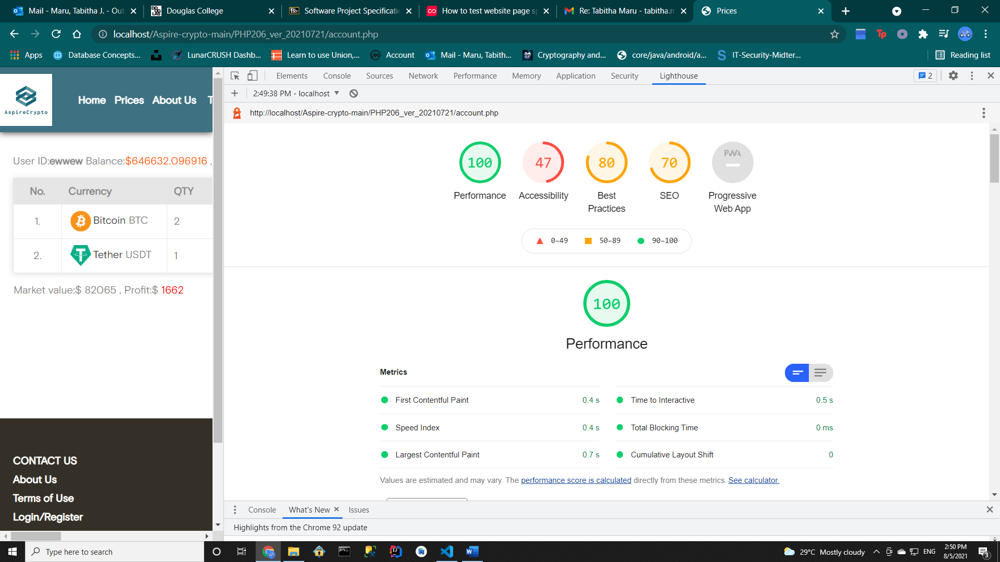 Mail - Maru, Tabitha J. - Out
Douglas College
Software Project Specificatio
How to test website page sp
Re: Tabitha Maru - tabitha.m
Prices
localhost/Aspire-crypto-main/PHP206_ver_20210721/account.php
Apps
Database Concepts...
LunarCRUSH Dashb...
Learn to use Union,...
Account
Mail - Maru, Tabith...
Cryptography and...
core/java/android/a...
IT-Security-Midter...
Reading list
AspireCrypto
Home Prices About Us T
User ID:ewwew Balance:$646632.096916 ,
No. Currency QTY
1. Bitcoin BTC 2
2. Tether USDT 1
Market value:$ 82065 , Profit:$ 1662
CONTACT US
About Us
Terms of Use
Login/Register
Elements Console Sources Network Performance Memory Application Security Lighthouse
2
2:49:38 PM - localhost
http://localhost/Aspire-crypto-main/PHP206_ver_20210721/account.php
100
Performance
47
Accessibility
80
Best
Practices
70
SEO
PWA
Progressive
Web App
0–49 50–89 90–100
100
Performance
Metrics
First Contentful Paint 0.4 s
Time to Interactive 0.5 s
Speed Index 0.4 s
Total Blocking Time 0 ms
Largest Contentful Paint 0.7 s
Cumulative Layout Shift 0
Values are estimated and may vary. The performance score is calculated directly from these metrics. See calculator.
Console What's New Issues
Highlights from the Chrome 92 update
Type here to search
29°C Mostly cloudy
ENG
2:50 PM
8/5/2021
3